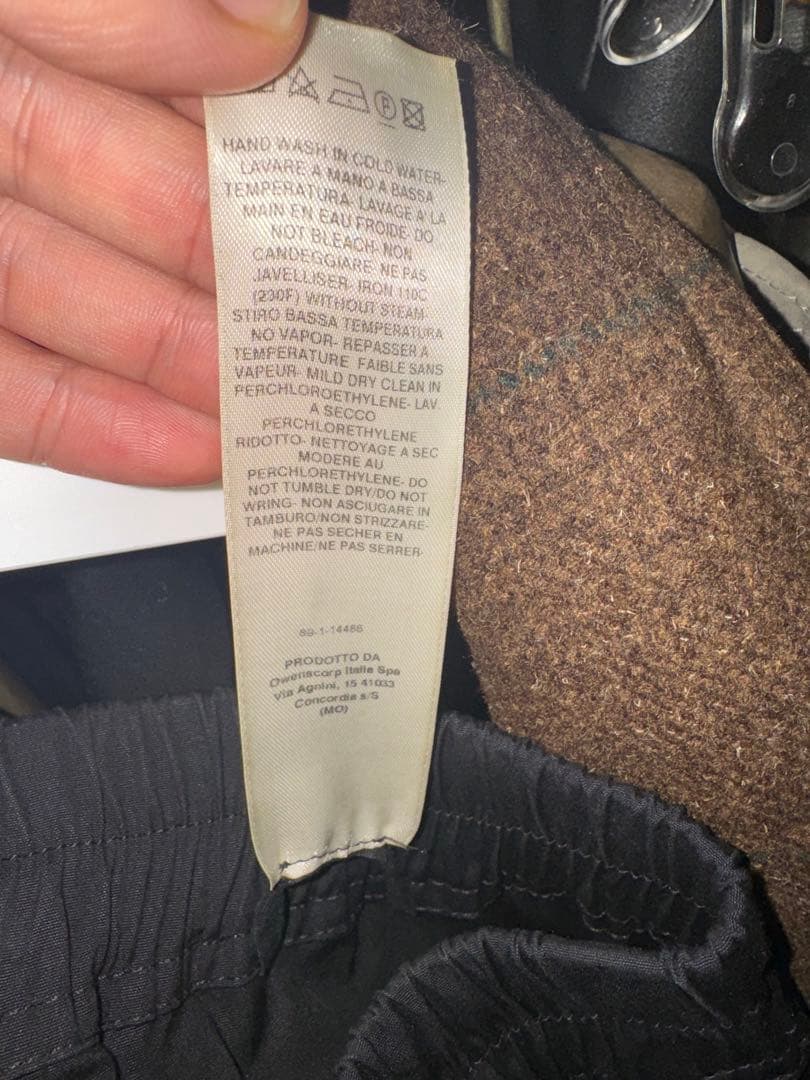 HAND WASH IN COLD WATER-
LAVARE A MANO A BASSA
TEMPERATURA- LAVAGE A LA
MAIN EN EAU FROIDE- DO
NOT BLEACH- NON
CANDEGGIARE- NE PAS
JAVELLISER- IRON 110C
(230F) WITHOUT STEAM-
STIRO BASSA TEMPERATURA
NO VAPOR- REPASSER A
TEMPERATURE FAIBLE SANS
VAPEUR- MILD DRY CLEAN IN
PERCHLOROETHYLENE- LAV.
A SECCO
PERCHLORETHYLENE
RIDOTTO- NETTOYAGE A SEC
MODERE AU
PERCHLORETHYLENE- DO
NOT TUMBLE DRY/DO NOT
WRING- NON ASCIUGARE IN
TAMBURO/NON STRIZZARE-
NE PAS SECHER EN
MACHINE/NE PAS SERRER-
89-1-14486
PRODOTTO DA
Owenscorp Italia Spa
Via Agnini, 15 41033
Concordia s/S
(MO)